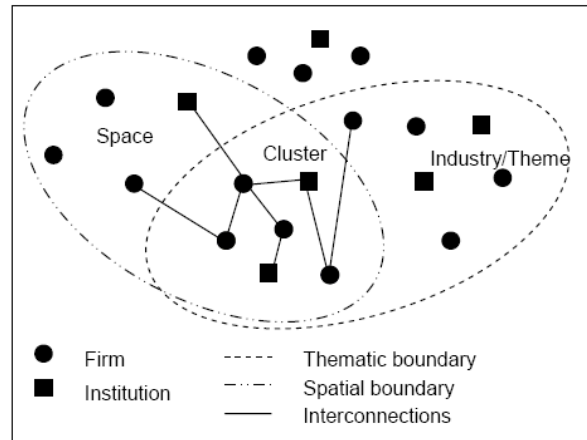 Space
Cluster
Industry/Theme
Firm
Institution
Thematic boundary
Spatial boundary
Interconnections